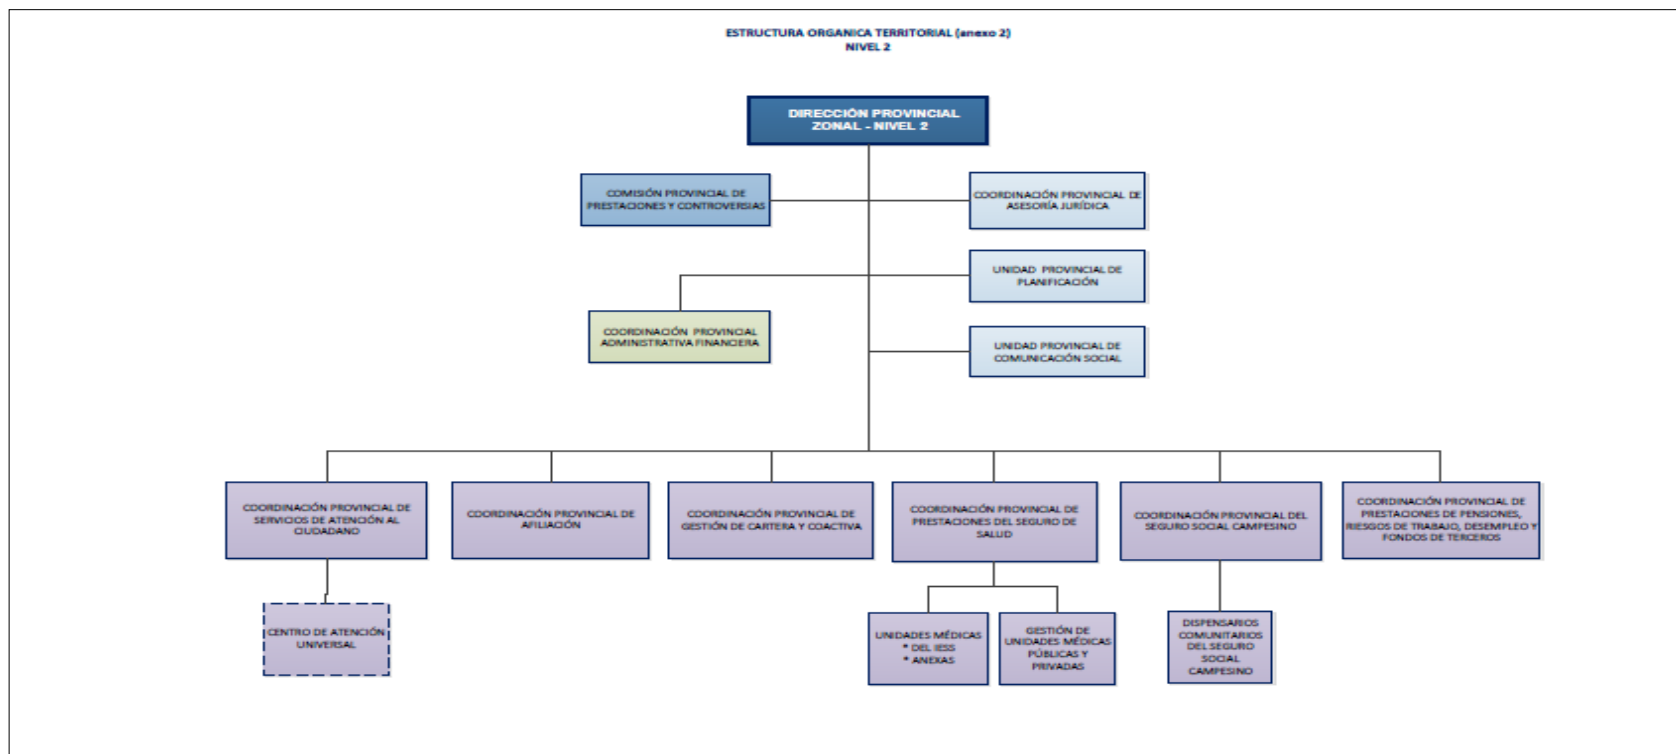 ESTRUCTURA ORGANICA TERRITORIAL (anexo 2)
NIVEL 2
DIRECCIÓN PROVINCIAL
ZONAL - NIVEL 2
COMISIÓN PROVINCIAL DE
PRESTACIONES Y CONTROVERSIAS
COORDINACIÓN PROVINCIAL DE
ASESORÍA JURÍDICA
UNIDAD PROVINCIAL DE
PLANIFICACIÓN
COORDINACIÓN PROVINCIAL
ADMINISTRATIVA FINANCIERA
UNIDAD PROVINCIAL DE
COMUNICACIÓN SOCIAL
COORDINACIÓN PROVINCIAL DE
SERVICIOS DE ATENCIÓN AL
CIUDADANO
COORDINACIÓN PROVINCIAL DE
AFILIACIÓN
COORDINACIÓN PROVINCIAL DE
GESTIÓN DE CARTERA Y COACTIVA
COORDINACIÓN PROVINCIAL DE
PRESTACIONES DEL SEGURO DE
SALUD
COORDINACIÓN PROVINCIAL DEL
SEGURO SOCIAL CAMPESINO
COORDINACIÓN PROVINCIAL DE
PRESTACIONES DE PENSIONES,
RIESGOS DE TRABAJO, DESEMPLEO Y
FONDOS DE TERCEROS
CENTRO DE ATENCIÓN
UNIVERSAL
UNIDADES MÉDICAS
* DEL IESS
* ANEXAS
GESTIÓN DE
UNIDADES MÉDICAS
PÚBLICAS Y
PRIVADAS
DISPENSARIOS
COMUNITARIOS
DEL SEGURO
SOCIAL
CAMPESINO